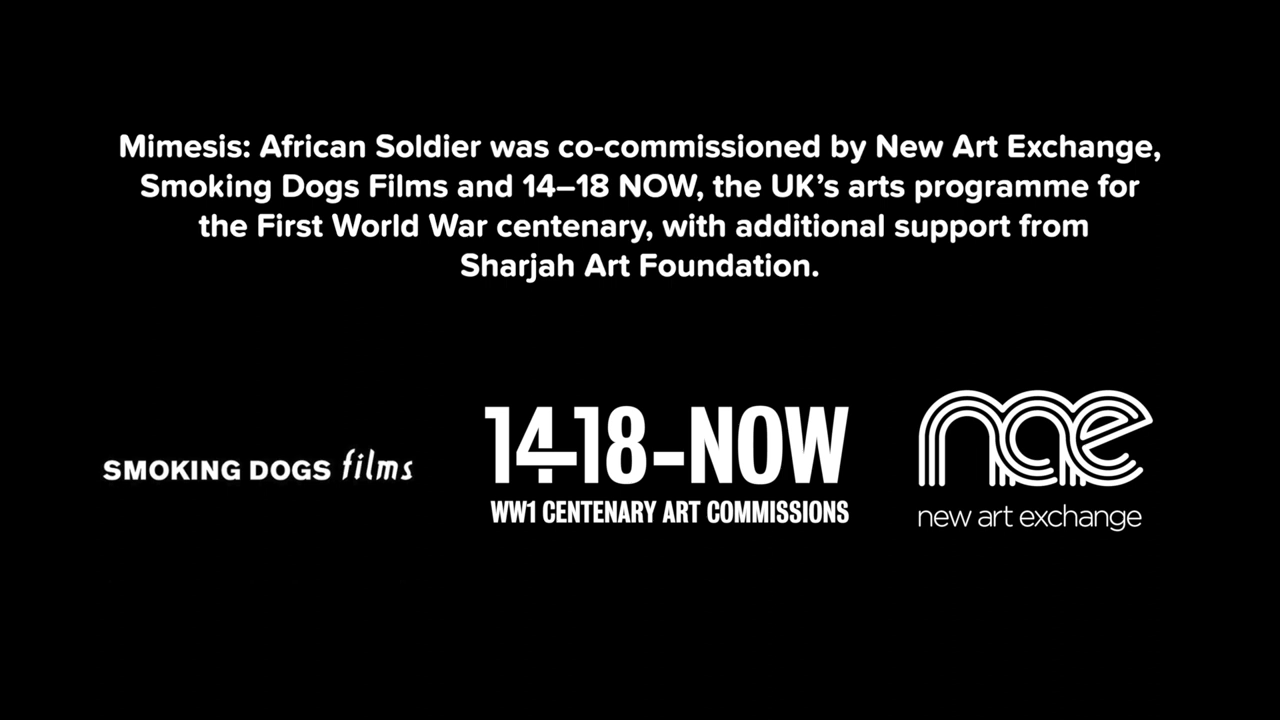 Mimesis: African Soldier was co-commissioned by New Art Exchange,
Smoking Dogs Films and 14–18 NOW, the UK’s arts programme for
the First World War centenary, with additional support from
Sharjah Art Foundation.
SMOKING DOGS films
14-18-NOW
WW1 CENTENARY ART COMMISSIONS
nae
new art exchange